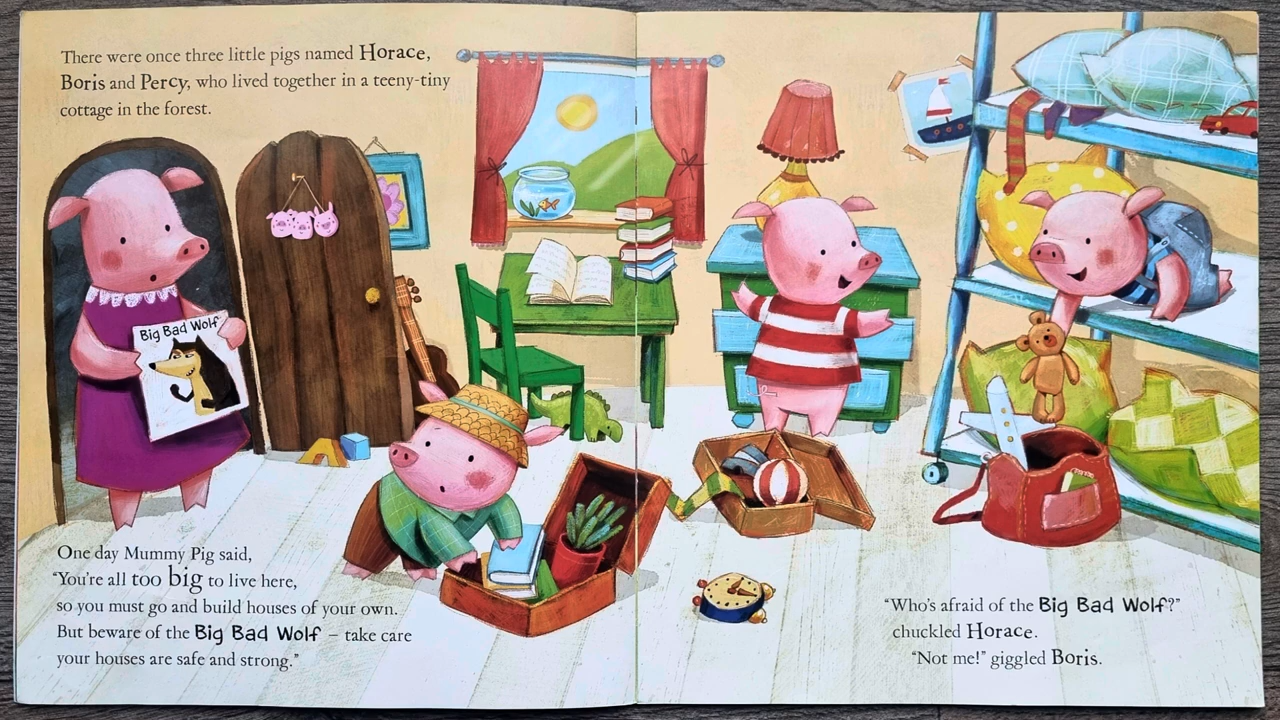 There were once three little pigs named Horace,
Boris and Percy, who lived together in a teeny-tiny
cottage in the forest.
Big Bad Wolf
One day Mummy Pig said,
“You’re all too big to live here,
so you must go and build houses of your own.
But beware of the Big Bad Wolf – take care
your houses are safe and strong.”
“Who’s afraid of the Big Bad Wolf?”
chuckled Horace.
“Not me!” giggled Boris.